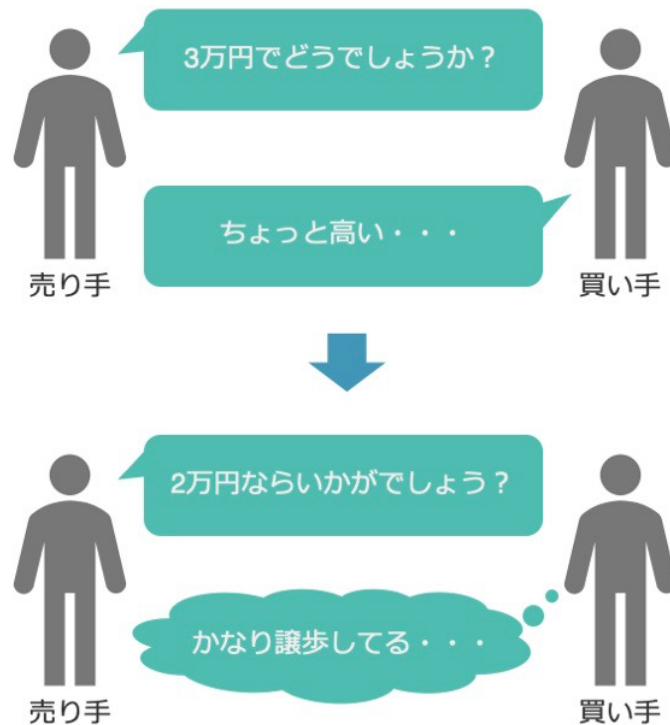 3万円でどうでしょうか？
ちょっと高い・・・
売り手
買い手
2万円ならいかがでしょう？
かなり譲歩してる・・・
売り手
買い手